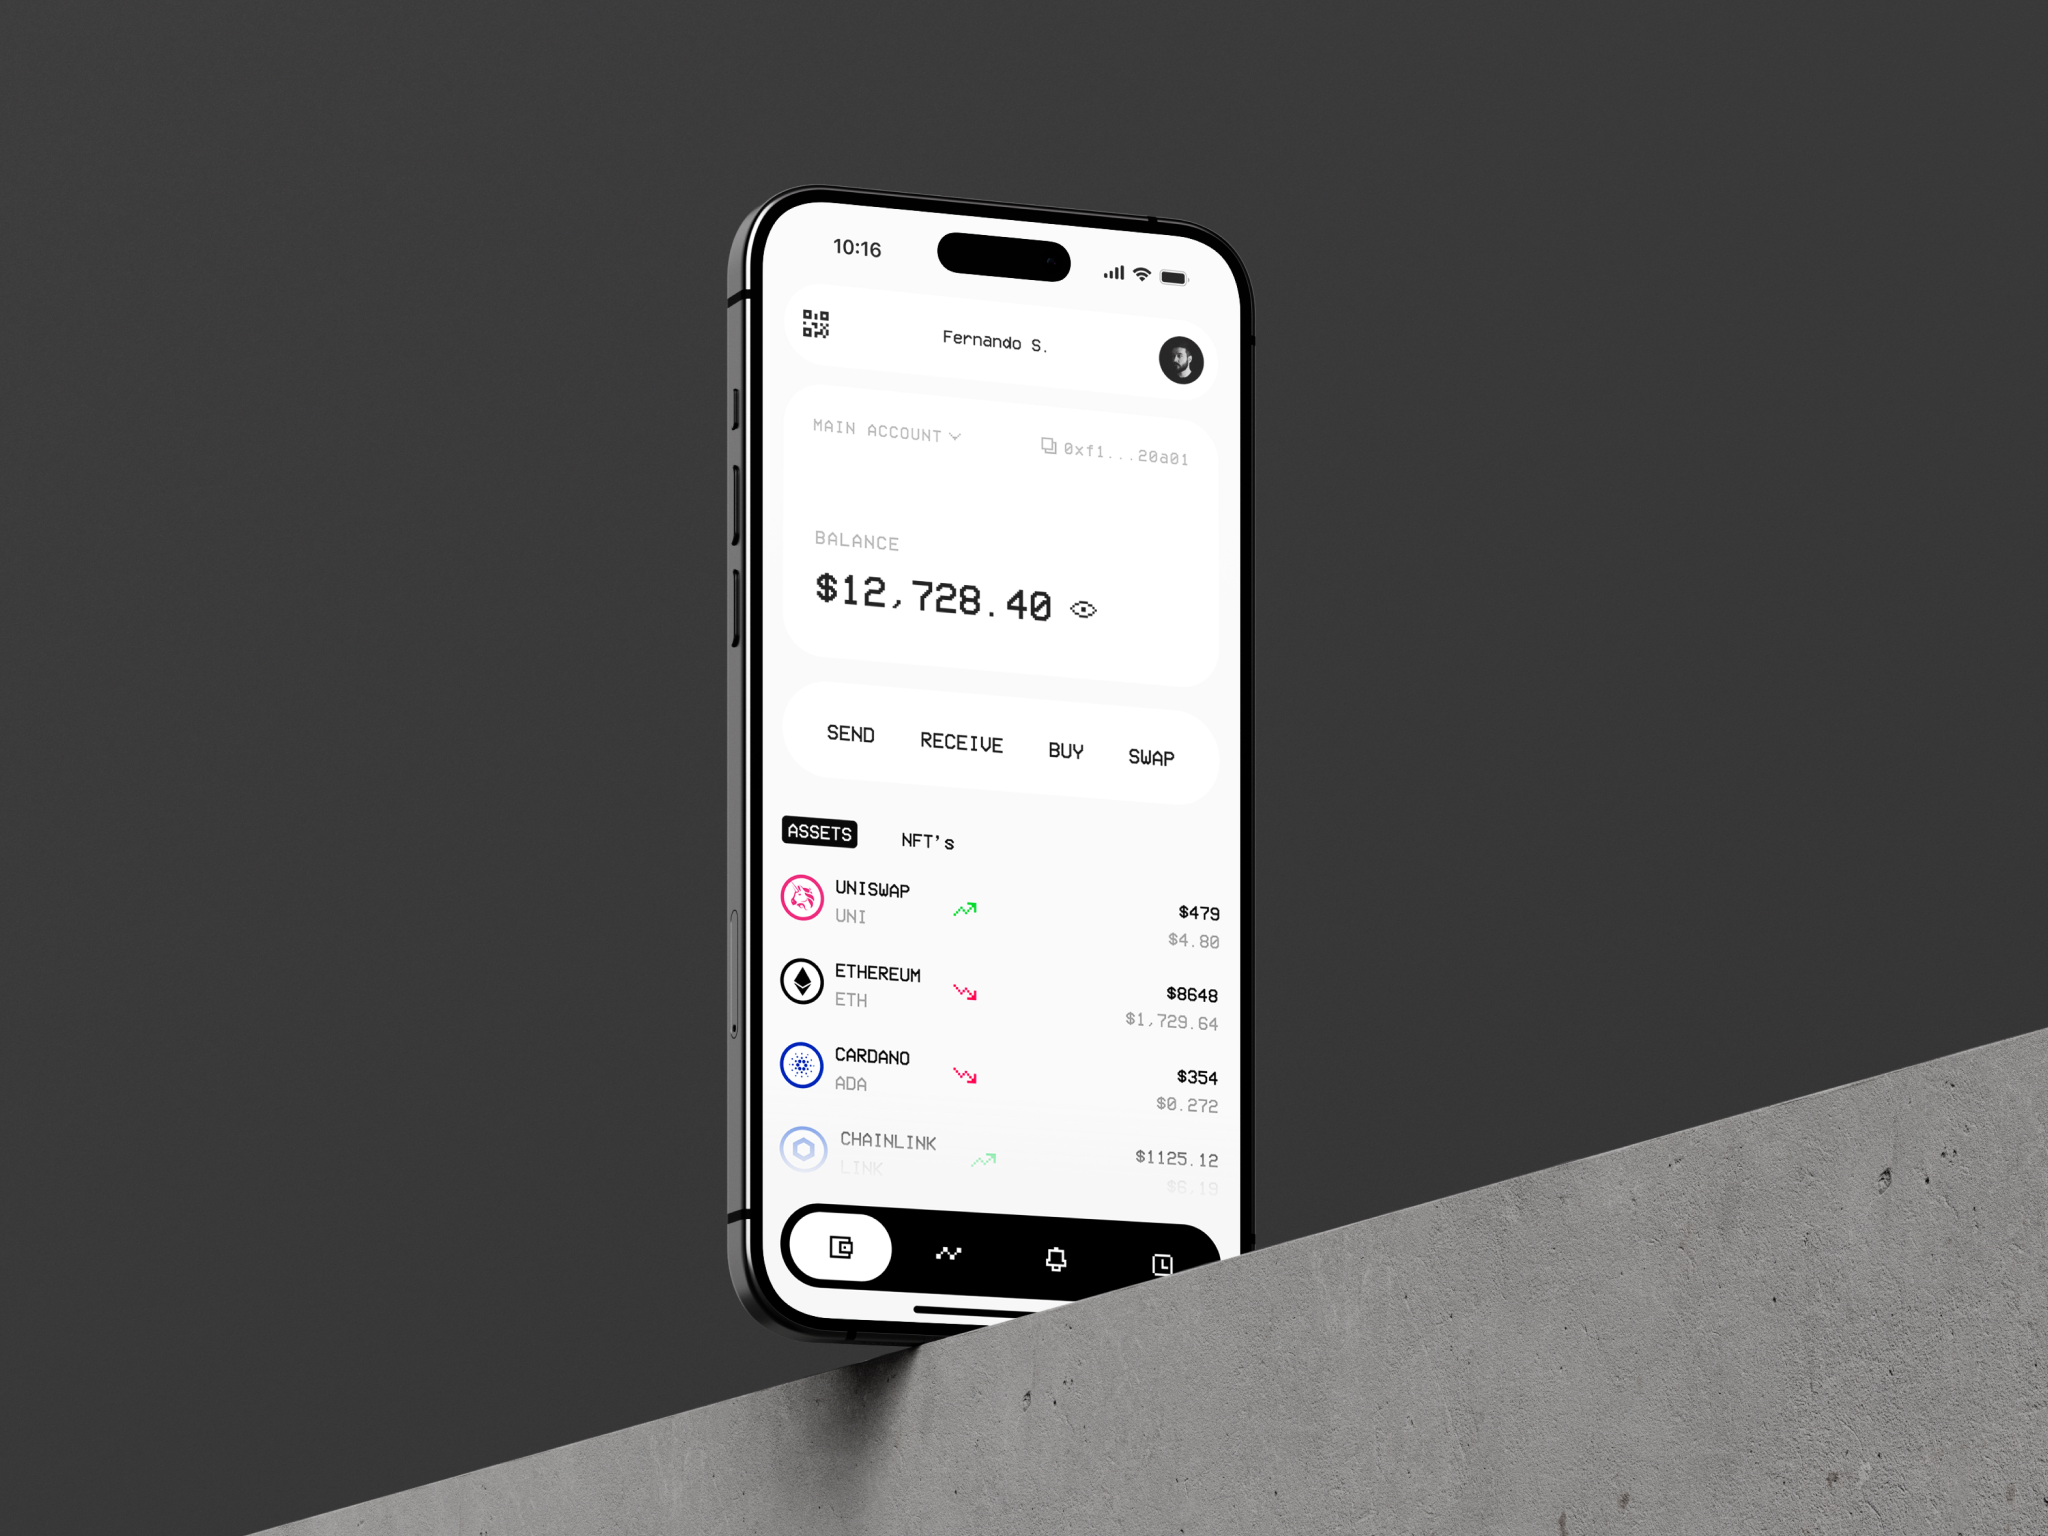 10:16
Fernando S.
MAIN ACCOUNT
0xf1...20a01
BALANCE
$12,728.40
SEND RECEIVE BUY SWAP
ASSETS NFT's
UNISWAP
$479
UNI
$4.80
ETHEREUM
$8648
ETH
$1,729.64
CARDANO
$354
ADA
$0.272
CHAINLINK
$1125.12
LINK
$6.19